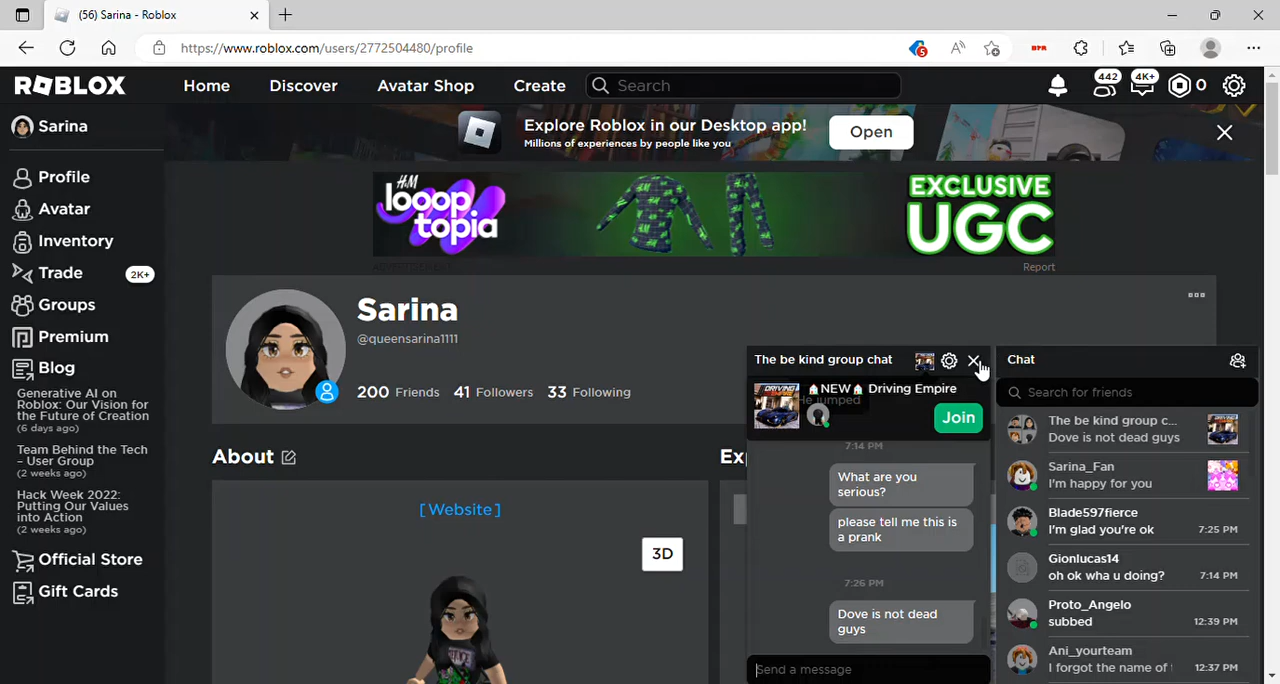 (56) Sarina - Roblox
https://www.roblox.com/users/2772504480/profile
5
ROBLOX
Home
Discover
Avatar Shop
Create
Search
442
4K+
0
Sarina
Explore Roblox in our Desktop app!
Millions of experiences by people like you
Open
Profile
Avatar
Inventory
Trade
2K+
Groups
Premium
Blog
Generative AI on
Roblox: Our Vision for
the Future of Creation
(6 days ago)
Team Behind the Tech
– User Group
(2 weeks ago)
Hack Week 2022:
Putting Our Values
into Action
(2 weeks ago)
Official Store
Gift Cards
H&M
looop
topia
EXCLUSIVE
UGC
ADVERTISEMENT
Report
Sarina
@queensarina1111
200 Friends
41 Followers
33 Following
About
[Website]
3D
The be kind group chat
NEW Driving Empire
He jumped
Join
7:14 PM
What are you
serious?
please tell me this is
a prank
7:26 PM
Dove is not dead
guys
Send a message
Chat
Search for friends
The be kind group c...
Dove is not dead guys
Sarina_Fan
I'm happy for you
Blade597fierce
I'm glad you're ok
7:25 PM
Gionlucas14
oh ok wha u doing?
7:14 PM
Proto_Angelo
subbed
12:39 PM
Ani_yourteam
I forgot the name of
12:37 PM